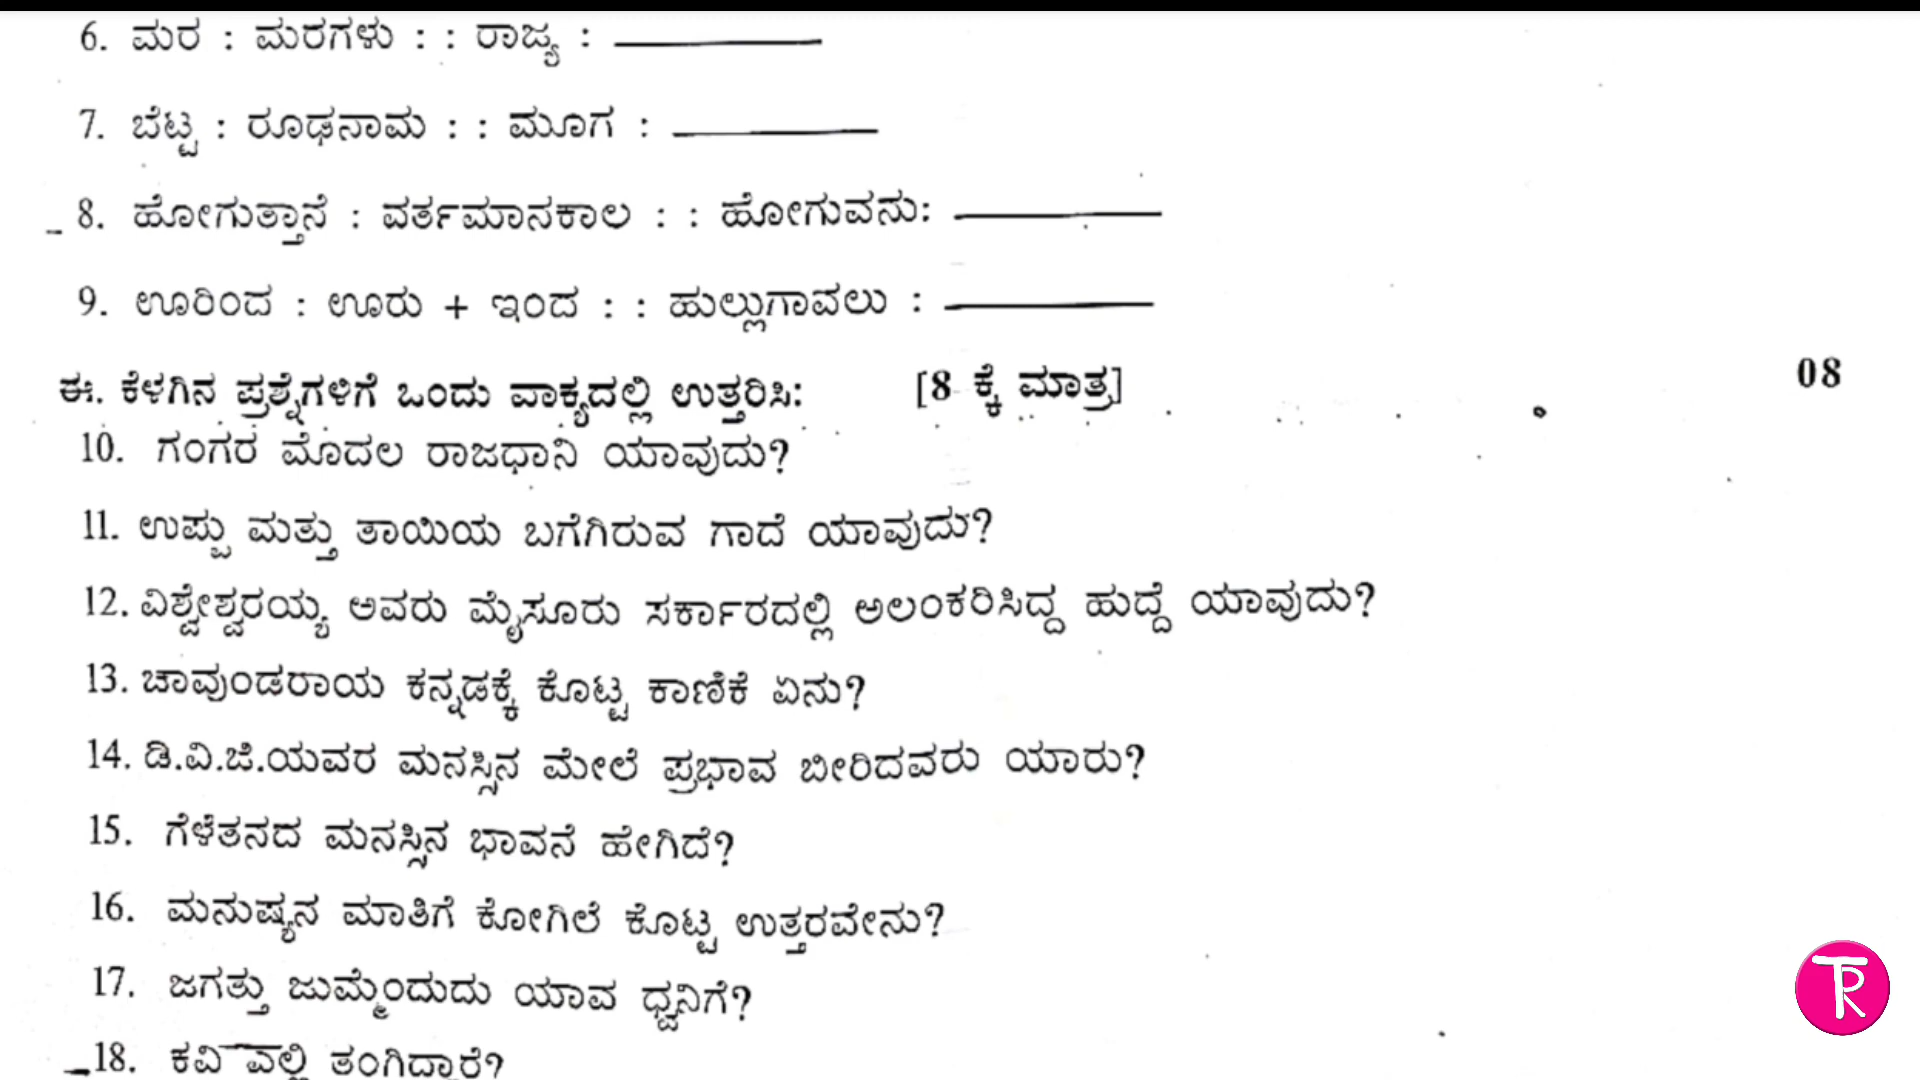 6. ಮರ : ಮರಗಳು : : ರಾಜ್ಯ : ________
7. ಬೆಟ್ಟ : ರೂಢನಾಮ : : ಮೂಗ : ________
8. ಹೋಗುತ್ತಾನೆ : ವರ್ತಮಾನಕಾಲ : : ಹೋಗುವನು: ________
9. ಊರಿಂದ : ಊರು + ಇಂದ : : ಹುಲ್ಲುಗಾವಲು : ________
ಈ. ಕೆಳಗಿನ ಪ್ರಶ್ನೆಗಳಿಗೆ ಒಂದು ವಾಕ್ಯದಲ್ಲಿ ಉತ್ತರಿಸಿ: [8 ಕ್ಕೆ ಮಾತ್ರ] 08
10. ಗಂಗರ ಮೊದಲ ರಾಜಧಾನಿ ಯಾವುದು?
11. ಉಪ್ಪು ಮತ್ತು ತಾಯಿಯ ಬಗೆಗಿರುವ ಗಾದೆ ಯಾವುದು?
12. ವಿಶ್ವೇಶ್ವರಯ್ಯ ಅವರು ಮೈಸೂರು ಸರ್ಕಾರದಲ್ಲಿ ಅಲಂಕರಿಸಿದ್ದ ಹುದ್ದೆ ಯಾವುದು?
13. ಚಾವುಂಡರಾಯ ಕನ್ನಡಕ್ಕೆ ಕೊಟ್ಟ ಕಾಣಿಕೆ ಏನು?
14. ಡಿ.ವಿ.ಜಿ.ಯವರ ಮನಸ್ಸಿನ ಮೇಲೆ ಪ್ರಭಾವ ಬೀರಿದವರು ಯಾರು?
15. ಗೆಳೆತನದ ಮನಸ್ಸಿನ ಭಾವನೆ ಹೇಗಿದೆ?
16. ಮನುಷ್ಯನ ಮಾತಿಗೆ ಕೋಗಿಲೆ ಕೊಟ್ಟ ಉತ್ತರವೇನು?
17. ಜಗತ್ತು ಜುಮ್ಮೆಂದುದು ಯಾವ ಧ್ವನಿಗೆ?
18. ಕವಿ ಎಲ್ಲಿ ತಂಗಿದ್ದಾರೆ?
TR